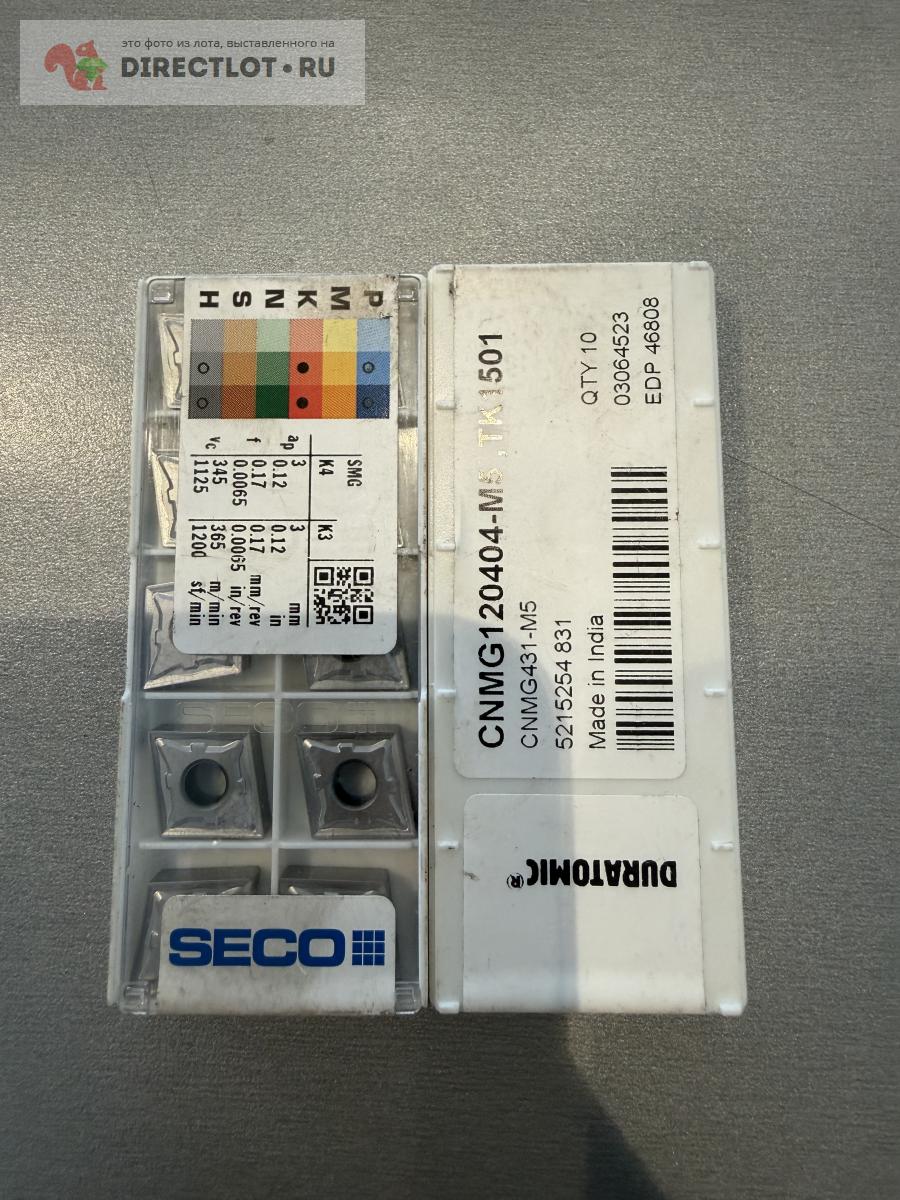 это фото из лота, выставленного на
DIRECTLOT.RU
P M K N S H
SMG
K4 K3
ap 3 3 mm
0.12 0.12 in
f 0.17 0.17 mm/rev
0.0065 0.0065 in/rev
vc 345 365 m/min
1125 1200 sf/min
SECO
SECO
CNMG120404-M5 ,TK1501
CNMG431-M5
5215254 831
Made in India
QTY 10
03064523
EDP 46808
DURATOMIC®